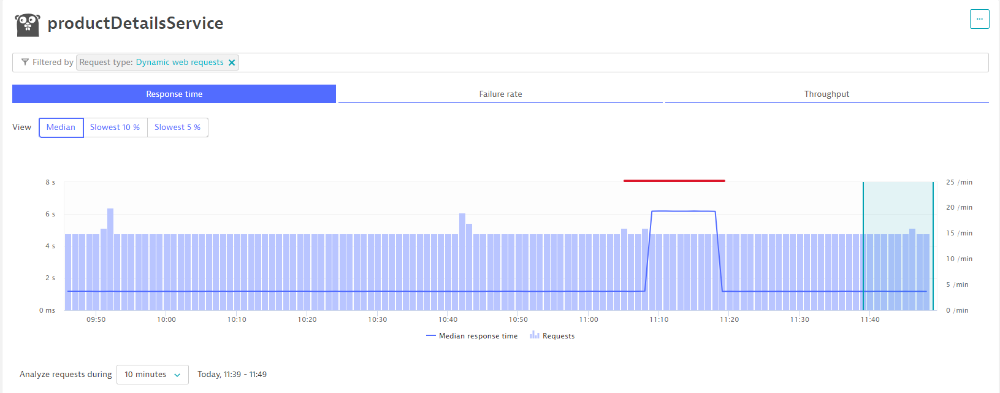 productDetailsService
...
Filtered by Request type: Dynamic web requests
Response time Failure rate Throughput
View Median Slowest 10 % Slowest 5 %
8 s 25 /min
20 /min
6 s
15 /min
4 s
10 /min
2 s
5 /min
0 ms 0 /min
09:50 10:00 10:10 10:20 10:30 10:40 10:50 11:00 11:10 11:20 11:30 11:40
Median response time Requests
Analyze requests during 10 minutes Today, 11:39 - 11:49